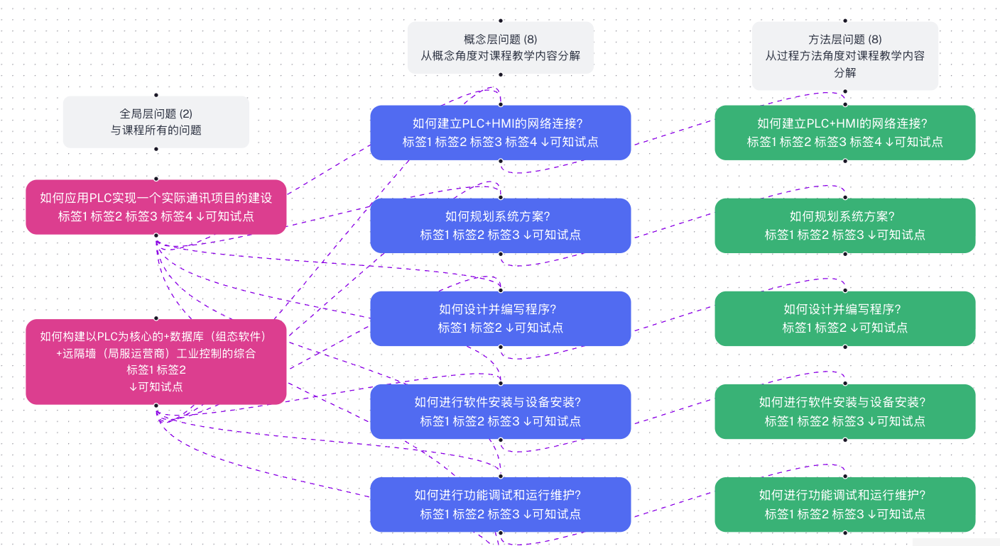 全局层问题 (2)
与课程所有的问题
如何应用PLC实现一个实际通讯项目的建设
标签1 标签2 标签3 标签4 ↓可知试点
如何构建以PLC为核心的+数据库（组态软件）
+远隔墙（局服运营商）工业控制的综合
标签1 标签2
↓可知试点
概念层问题 (8)
从概念角度对课程教学内容分解
如何建立PLC+HMI的网络连接?
标签1 标签2 标签3 标签4 ↓可知试点
如何规划系统方案?
标签1 标签2 标签3 ↓可知试点
如何设计并编写程序?
标签1 标签2 ↓可知试点
如何进行软件安装与设备安装?
标签1 标签2 标签3 ↓可知试点
如何进行功能调试和运行维护?
标签1 标签2 标签3 ↓可知试点
方法层问题 (8)
从过程方法角度对课程教学内容
分解
如何建立PLC+HMI的网络连接?
标签1 标签2 标签3 标签4 ↓可知试点
如何规划系统方案?
标签1 标签2 标签3 ↓可知试点
如何设计并编写程序?
标签1 标签2 ↓可知试点
如何进行软件安装与设备安装?
标签1 标签2 标签3 ↓可知试点
如何进行功能调试和运行维护?
标签1 标签2 标签3 ↓可知试点